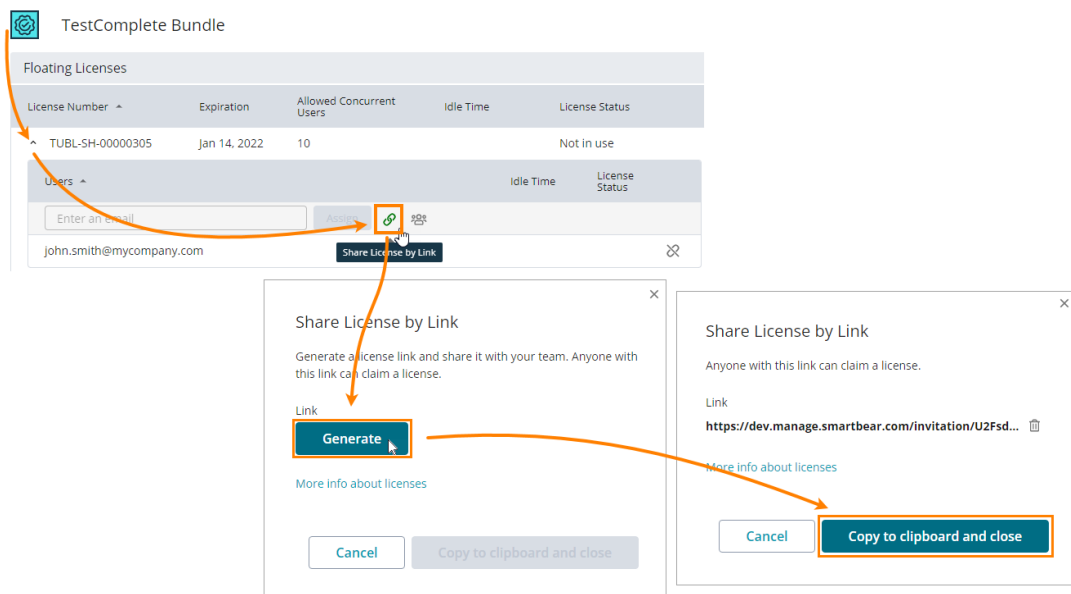 TestComplete Bundle
Floating Licenses
License Number Expiration Allowed Concurrent Users Idle Time License Status
TUBL-SH-00000305 Jan 14, 2022 10 Not in use
Users Idle Time License Status
Enter an email Assign
Share License by Link
john.smith@mycompany.com
Share License by Link
Generate a license link and share it with your team. Anyone with
this link can claim a license.
Link
Generate
More info about licenses
Cancel Copy to clipboard and close
Share License by Link
Anyone with this link can claim a license.
Link
https://dev.manage.smartbear.com/invitation/U2Fsd...
More info about licenses
Cancel Copy to clipboard and close